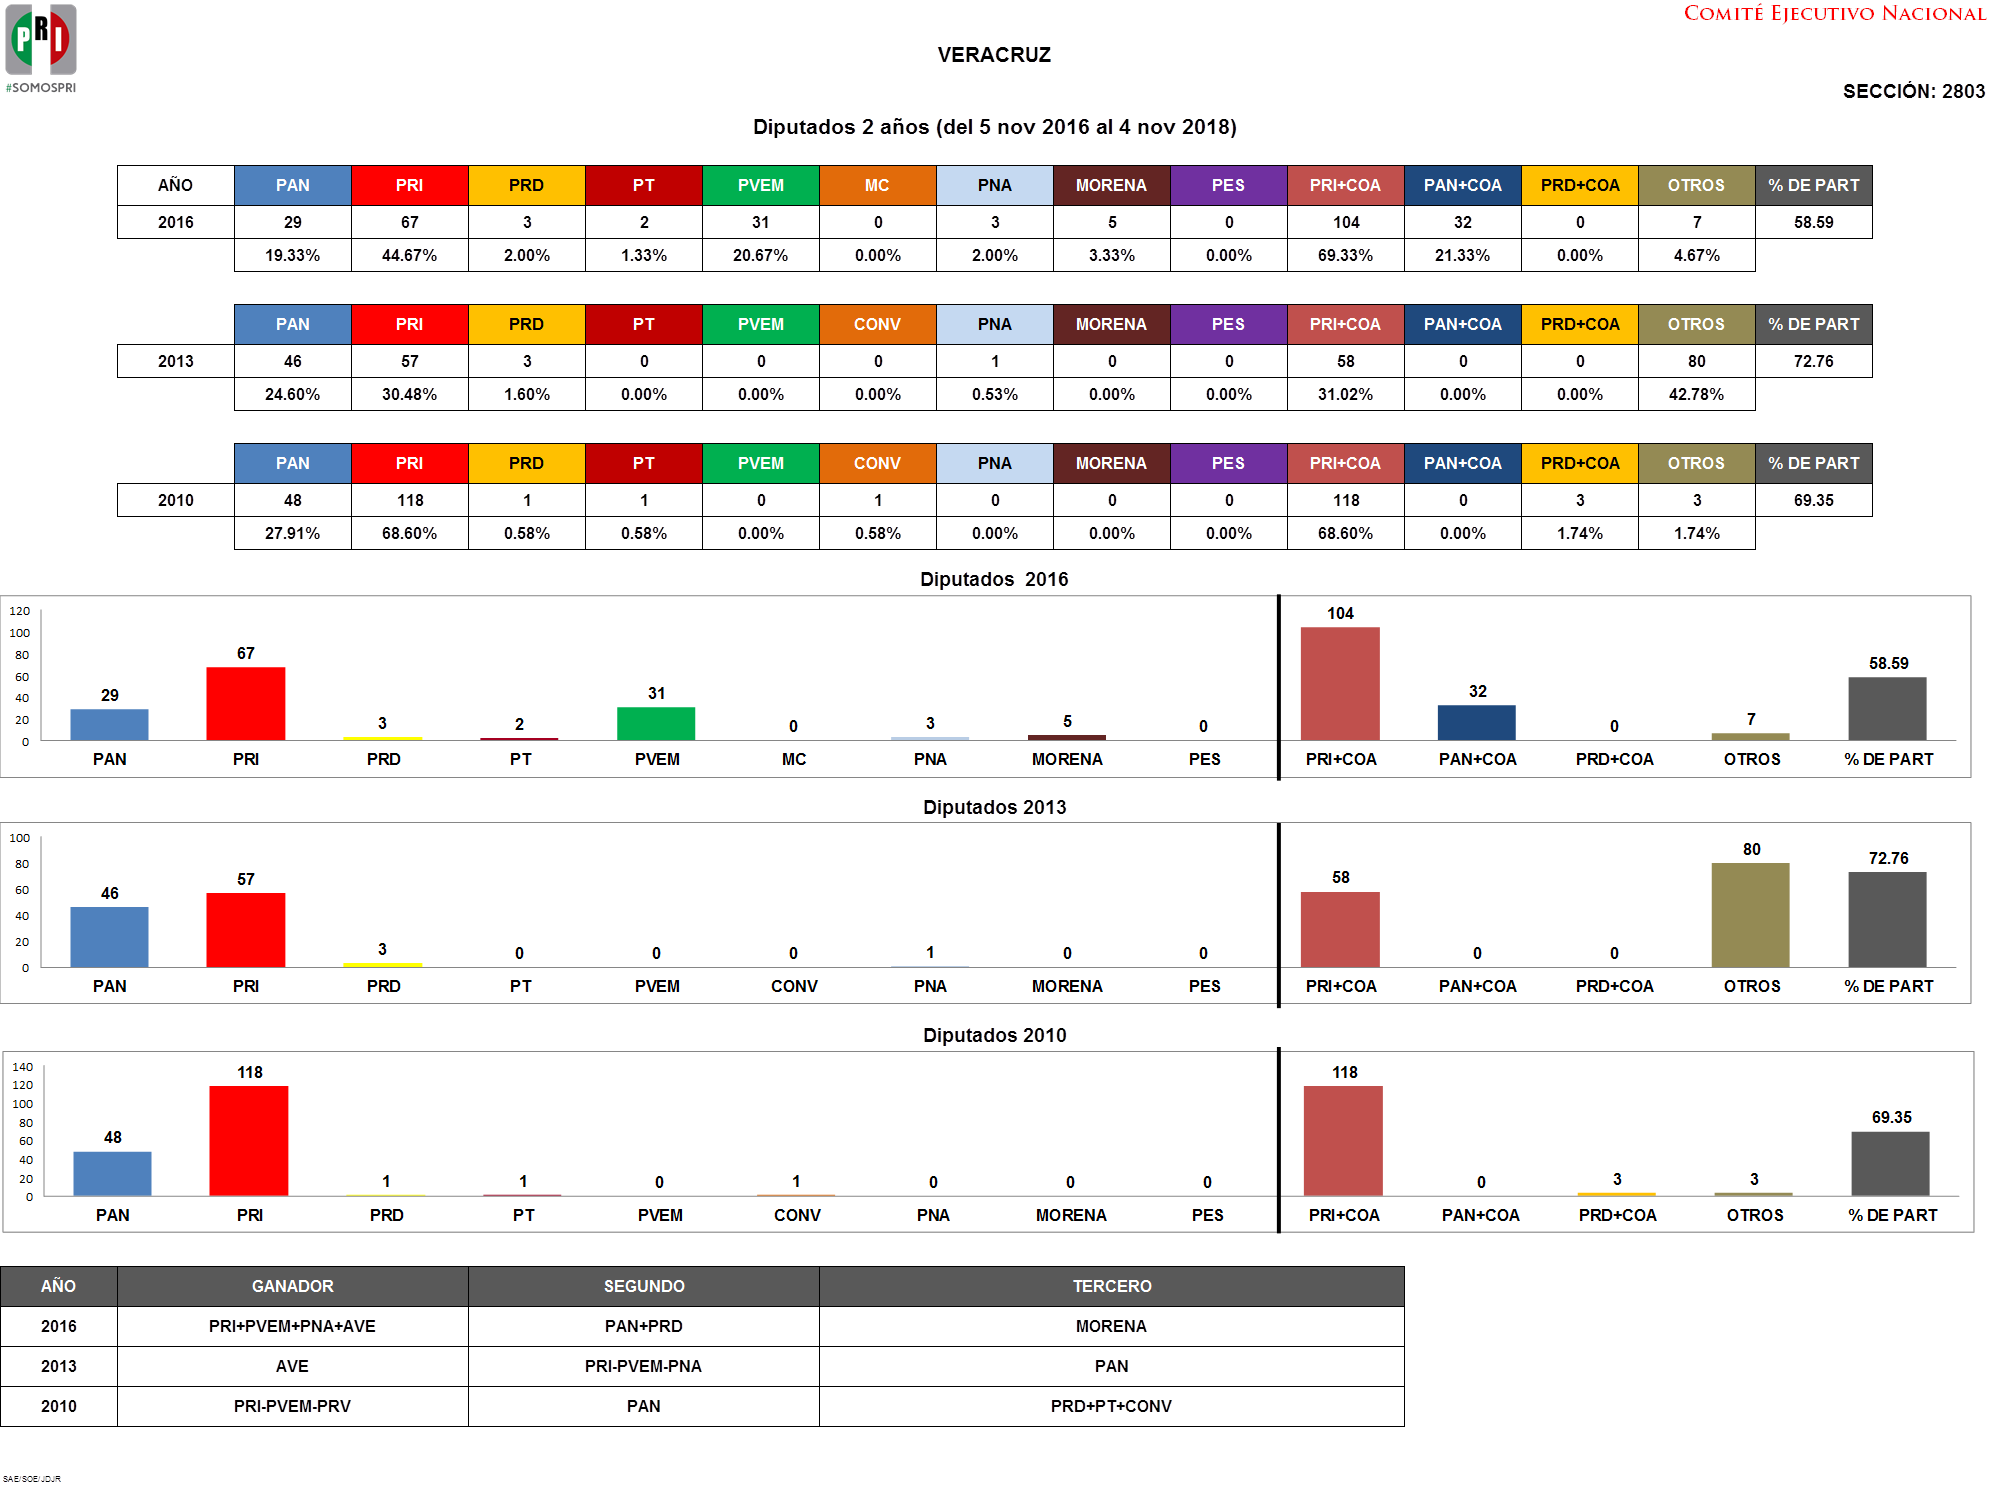 PRI
#SOMOSPRI
COMITÉ EJECUTIVO NACIONAL
VERACRUZ
SECCIÓN: 2803
Diputados 2 años (del 5 nov 2016 al 4 nov 2018)
AÑO PAN PRI PRD PT PVEM MC PNA MORENA PES PRI+COA PAN+COA PRD+COA OTROS % DE PART
2016 29 67 3 2 31 0 3 5 0 104 32 0 7 58.59
19.33% 44.67% 2.00% 1.33% 20.67% 0.00% 2.00% 3.33% 0.00% 69.33% 21.33% 0.00% 4.67%
PAN PRI PRD PT PVEM CONV PNA MORENA PES PRI+COA PAN+COA PRD+COA OTROS % DE PART
2013 46 57 3 0 0 0 1 0 0 58 0 0 80 72.76
24.60% 30.48% 1.60% 0.00% 0.00% 0.00% 0.53% 0.00% 0.00% 31.02% 0.00% 0.00% 42.78%
PAN PRI PRD PT PVEM CONV PNA MORENA PES PRI+COA PAN+COA PRD+COA OTROS % DE PART
2010 48 118 1 1 0 1 0 0 0 118 0 3 3 69.35
27.91% 68.60% 0.58% 0.58% 0.00% 0.58% 0.00% 0.00% 0.00% 68.60% 0.00% 1.74% 1.74%
Diputados 2016
120
100
80
60
40
20
0
29 67 3 2 31 0 3 5 0 104 32 0 7 58.59
PAN PRI PRD PT PVEM MC PNA MORENA PES PRI+COA PAN+COA PRD+COA OTROS % DE PART
Diputados 2013
100
80
60
40
20
0
46 57 3 0 0 0 1 0 0 58 0 0 80 72.76
PAN PRI PRD PT PVEM CONV PNA MORENA PES PRI+COA PAN+COA PRD+COA OTROS % DE PART
Diputados 2010
140
120
100
80
60
40
20
0
48 118 1 1 0 1 0 0 0 118 0 3 3 69.35
PAN PRI PRD PT PVEM CONV PNA MORENA PES PRI+COA PAN+COA PRD+COA OTROS % DE PART
AÑO GANADOR SEGUNDO TERCERO
2016 PRI+PVEM+PNA+AVE PAN+PRD MORENA
2013 AVE PRI-PVEM-PNA PAN
2010 PRI-PVEM-PRV PAN PRD+PT+CONV
SAE/SOE/JDJR